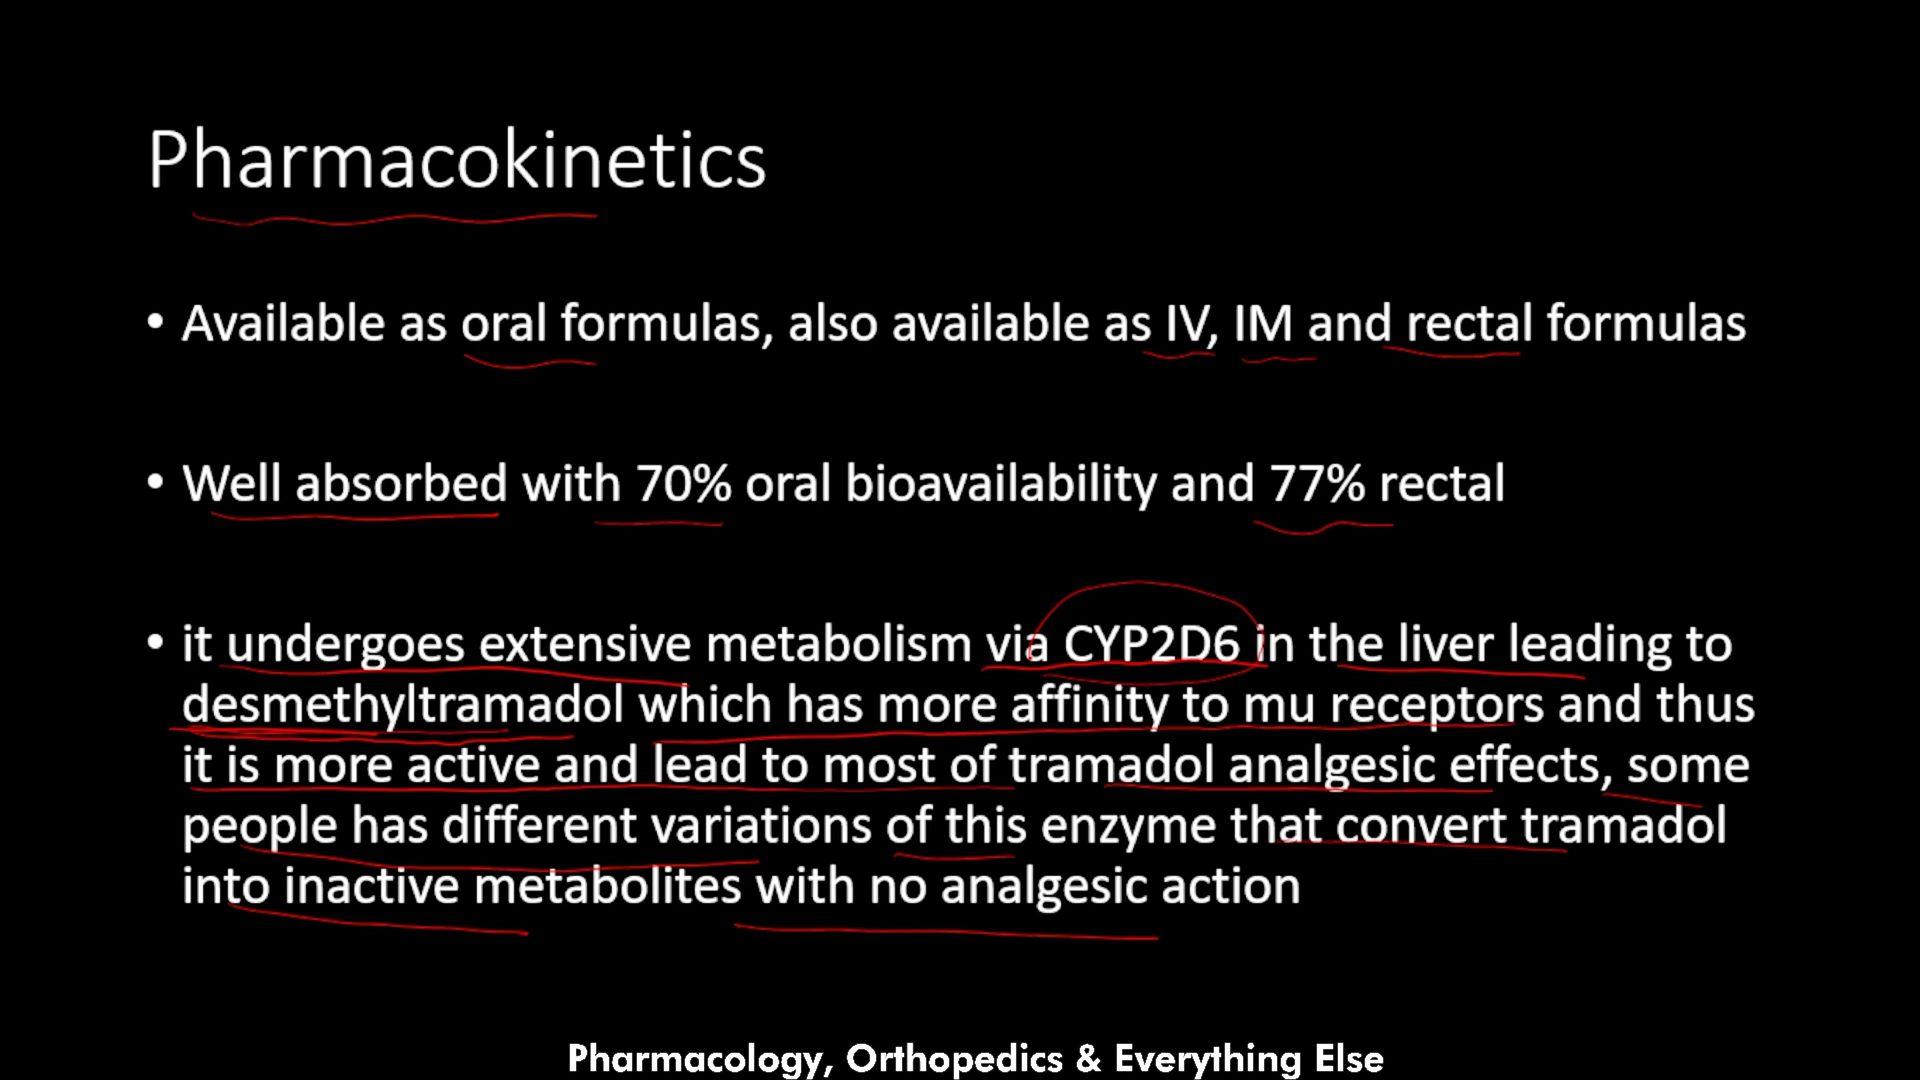 Pharmacokinetics
• Available as oral formulas, also available as IV, IM and rectal formulas
• Well absorbed with 70% oral bioavailability and 77% rectal
• it undergoes extensive metabolism via CYP2D6 in the liver leading to
desmethyltramadol which has more affinity to mu receptors and thus
it is more active and lead to most of tramadol analgesic effects, some
people has different variations of this enzyme that convert tramadol
into inactive metabolites with no analgesic action
Pharmacology, Orthopedics & Everything Else